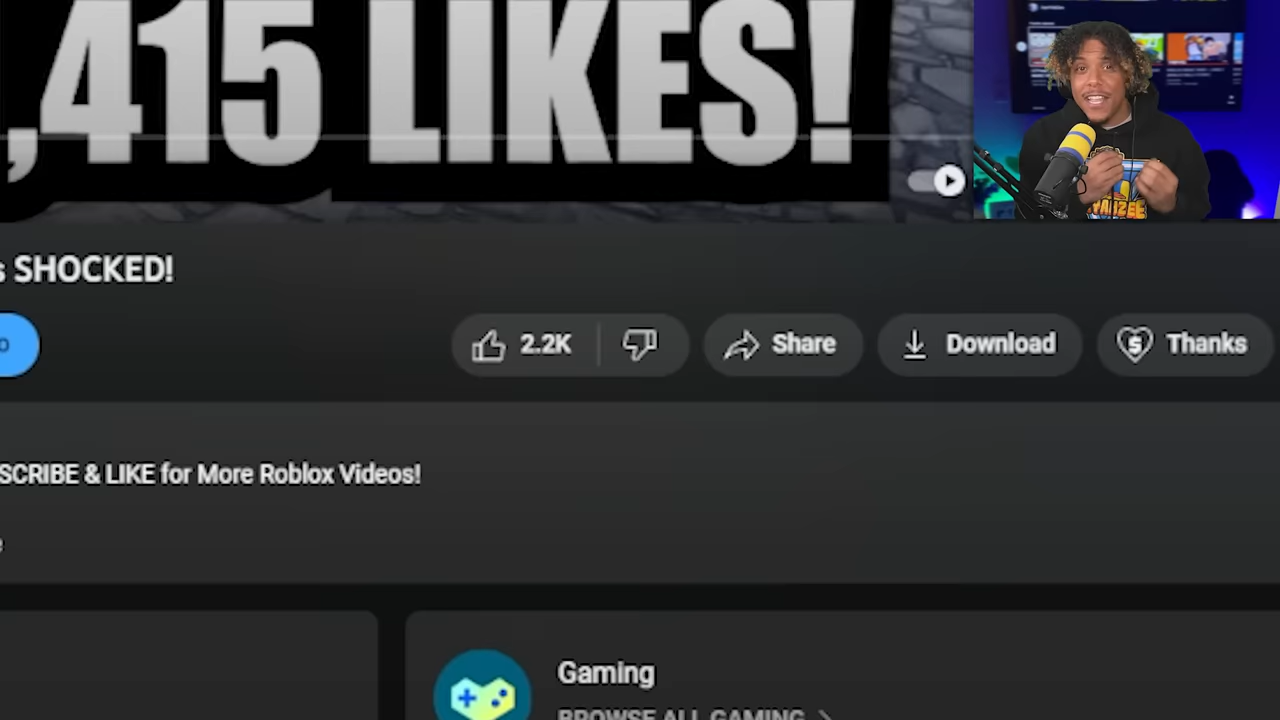 ,415 LIKES!
s SHOCKED!
2.2K
Share
Download
Thanks
SCRIBE & LIKE for More Roblox Videos!
Gaming
BROWSE ALL GAMING